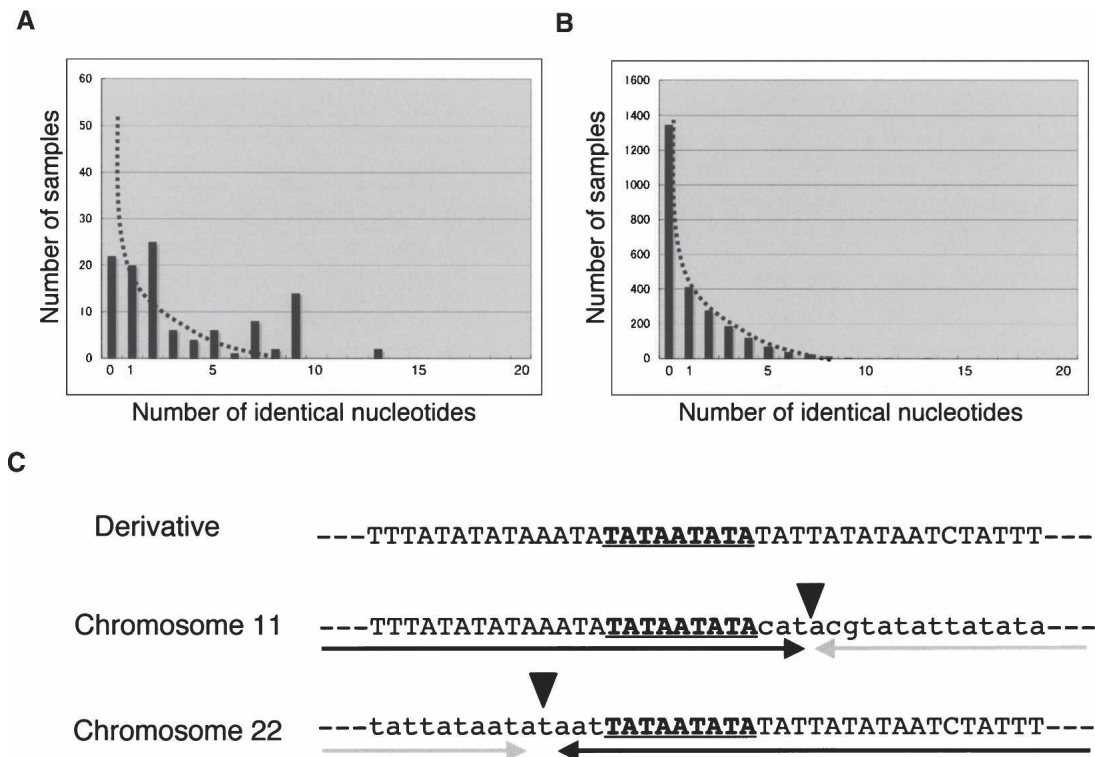 A
B
60
50
40
30
20
10
0
Number of samples
0 1 5 10 15 20
Number of identical nucleotides
1600
1400
1200
1000
800
600
400
200
0
Number of samples
0 1 5 10 15 20
Number of identical nucleotides
C
Derivative ---TTTATATATAAATATATAATATATATTATATAATCTATTT---
Chromosome 11 ---TTTATATATAAATATATAATATAcatacgtatattatata---
Chromosome 22 ---tattataatataatTATAATATATATTATATAATCTATTT---